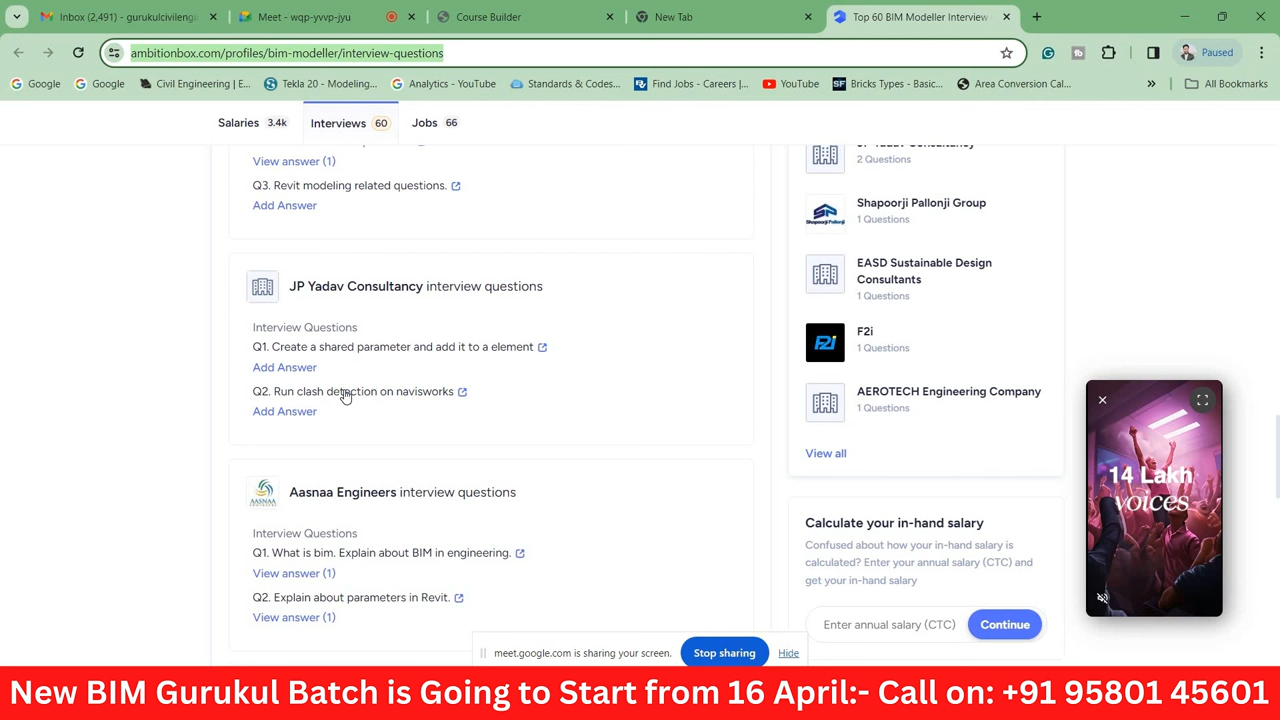 Inbox (2,491) - gurukulcivileng
Meet - wqp-yvvp-jyu
Course Builder
New Tab
Top 60 BIM Modeller Interview
ambitionbox.com/profiles/bim-modeller/interview-questions
Paused
Google
Google
Civil Engineering | E...
Tekla 20 - Modeling...
Analytics - YouTube
Standards & Codes...
Find Jobs - Careers |...
YouTube
Bricks Types - Basic...
Area Conversion Cal...
All Bookmarks
Salaries 3.4k
Interviews 60
Jobs 66
View answer (1)
Q3. Revit modeling related questions.
Add Answer
JP Yadav Consultancy interview questions
Interview Questions
Q1. Create a shared parameter and add it to a element
Add Answer
Q2. Run clash detection on navisworks
Add Answer
Aasnaa Engineers interview questions
AASNAA
Interview Questions
Q1. What is bim. Explain about BIM in engineering.
View answer (1)
Q2. Explain about parameters in Revit.
View answer (1)
JP Yadav Consultancy
2 Questions
Shapoorji Pallonji
Shapoorji Pallonji Group
1 Questions
EASD Sustainable Design
Consultants
1 Questions
F2i
F2i
1 Questions
AEROTECH Engineering Company
1 Questions
View all
Calculate your in-hand salary
Confused about how your in-hand salary is
calculated? Enter your annual salary (CTC) and
get your in-hand salary
Enter annual salary (CTC)
Continue
14 Lakh
voices
meet.google.com is sharing your screen.
Stop sharing
Hide
New BIM Gurukul Batch is Going to Start from 16 April:- Call on: +91 95801 45601